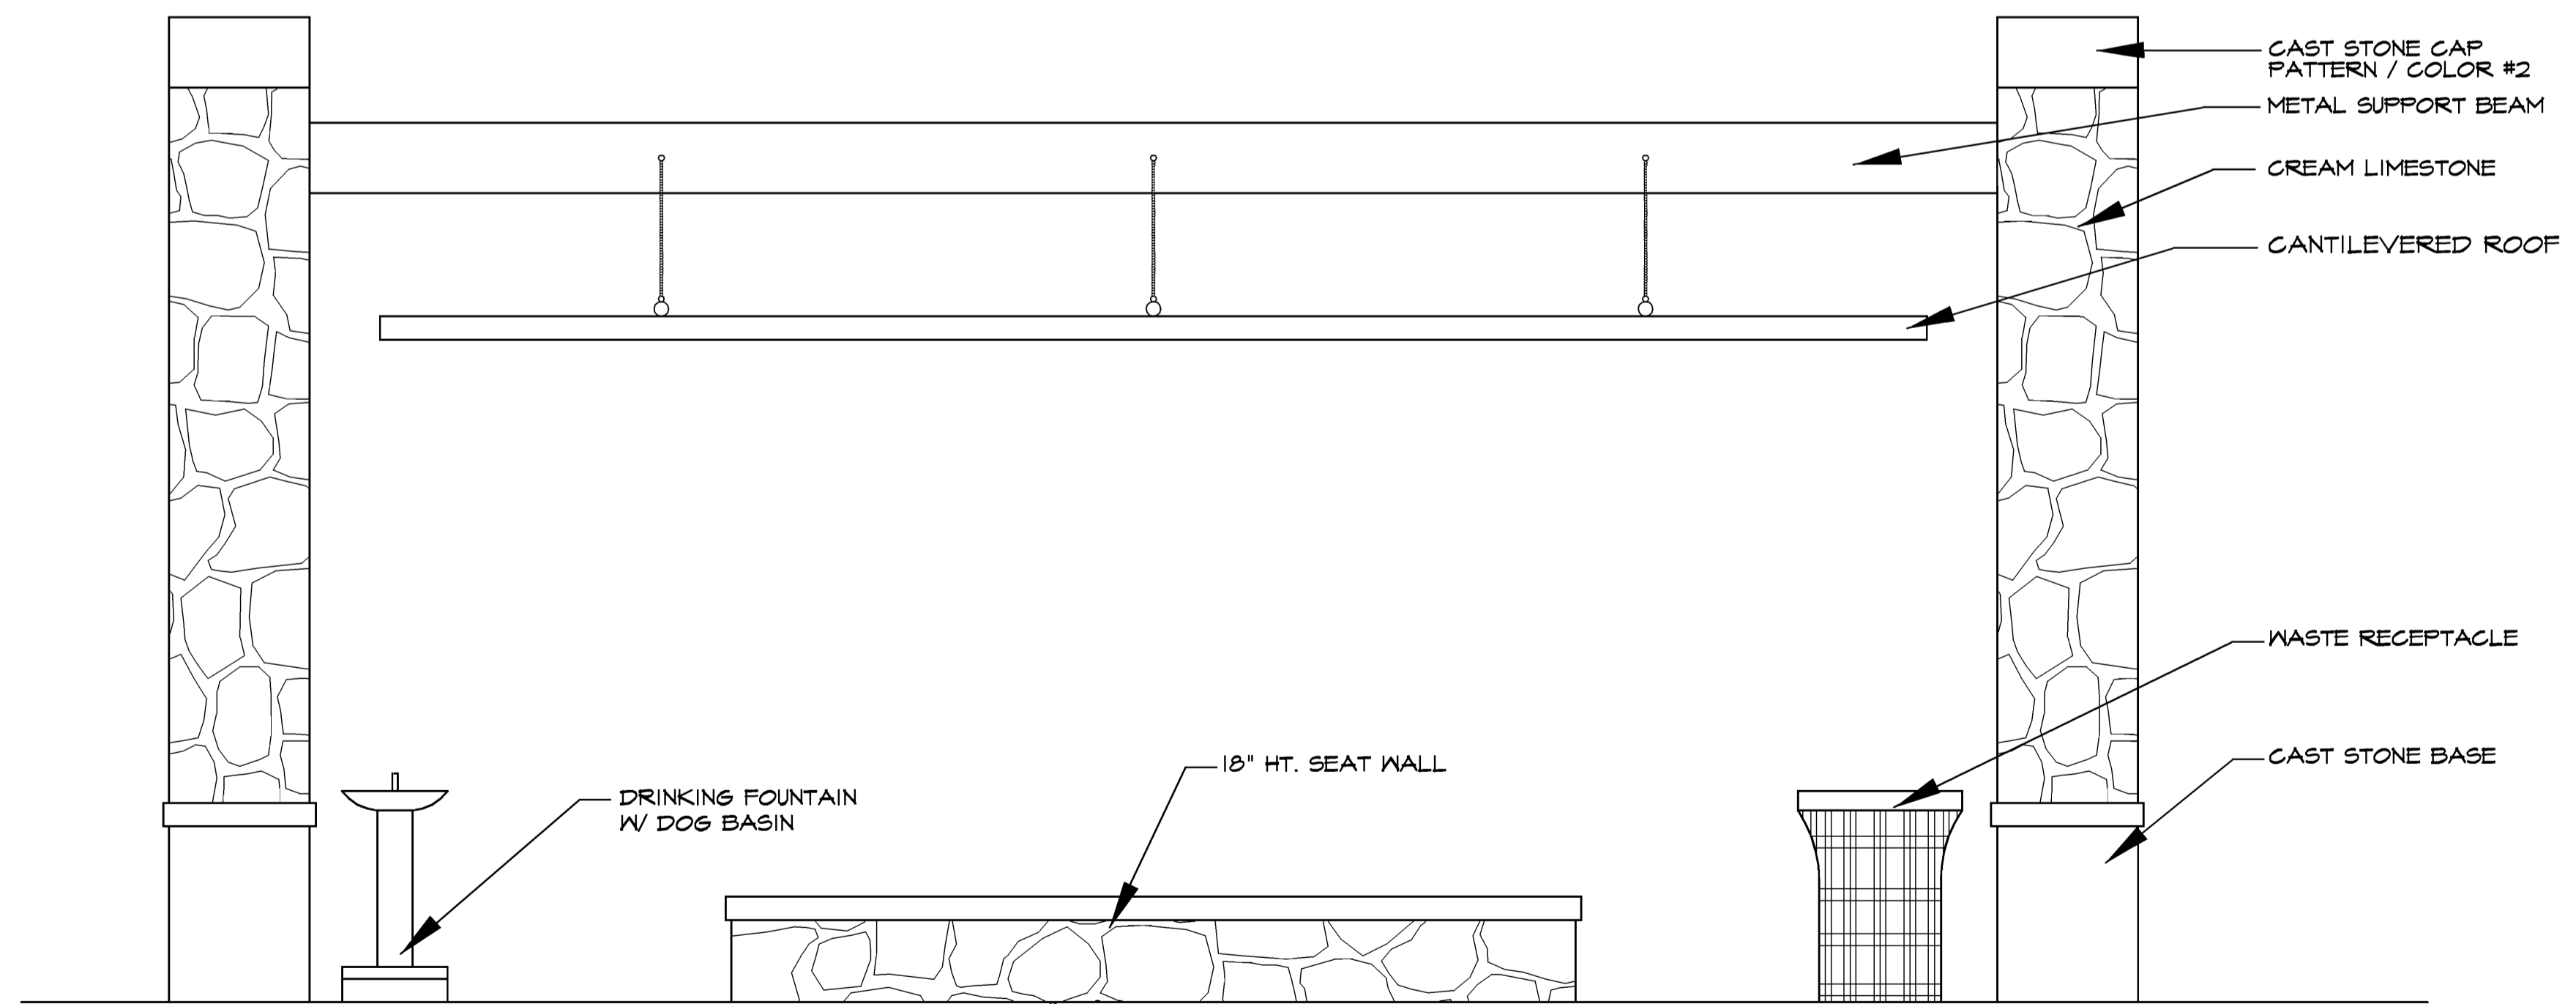 CAST STONE CAP
PATTERN / COLOR #2
METAL SUPPORT BEAM
CREAM LIMESTONE
CANTILEVERED ROOF
WASTE RECEPTACLE
CAST STONE BASE
18" HT. SEAT WALL
DRINKING FOUNTAIN
W/ DOG BASIN